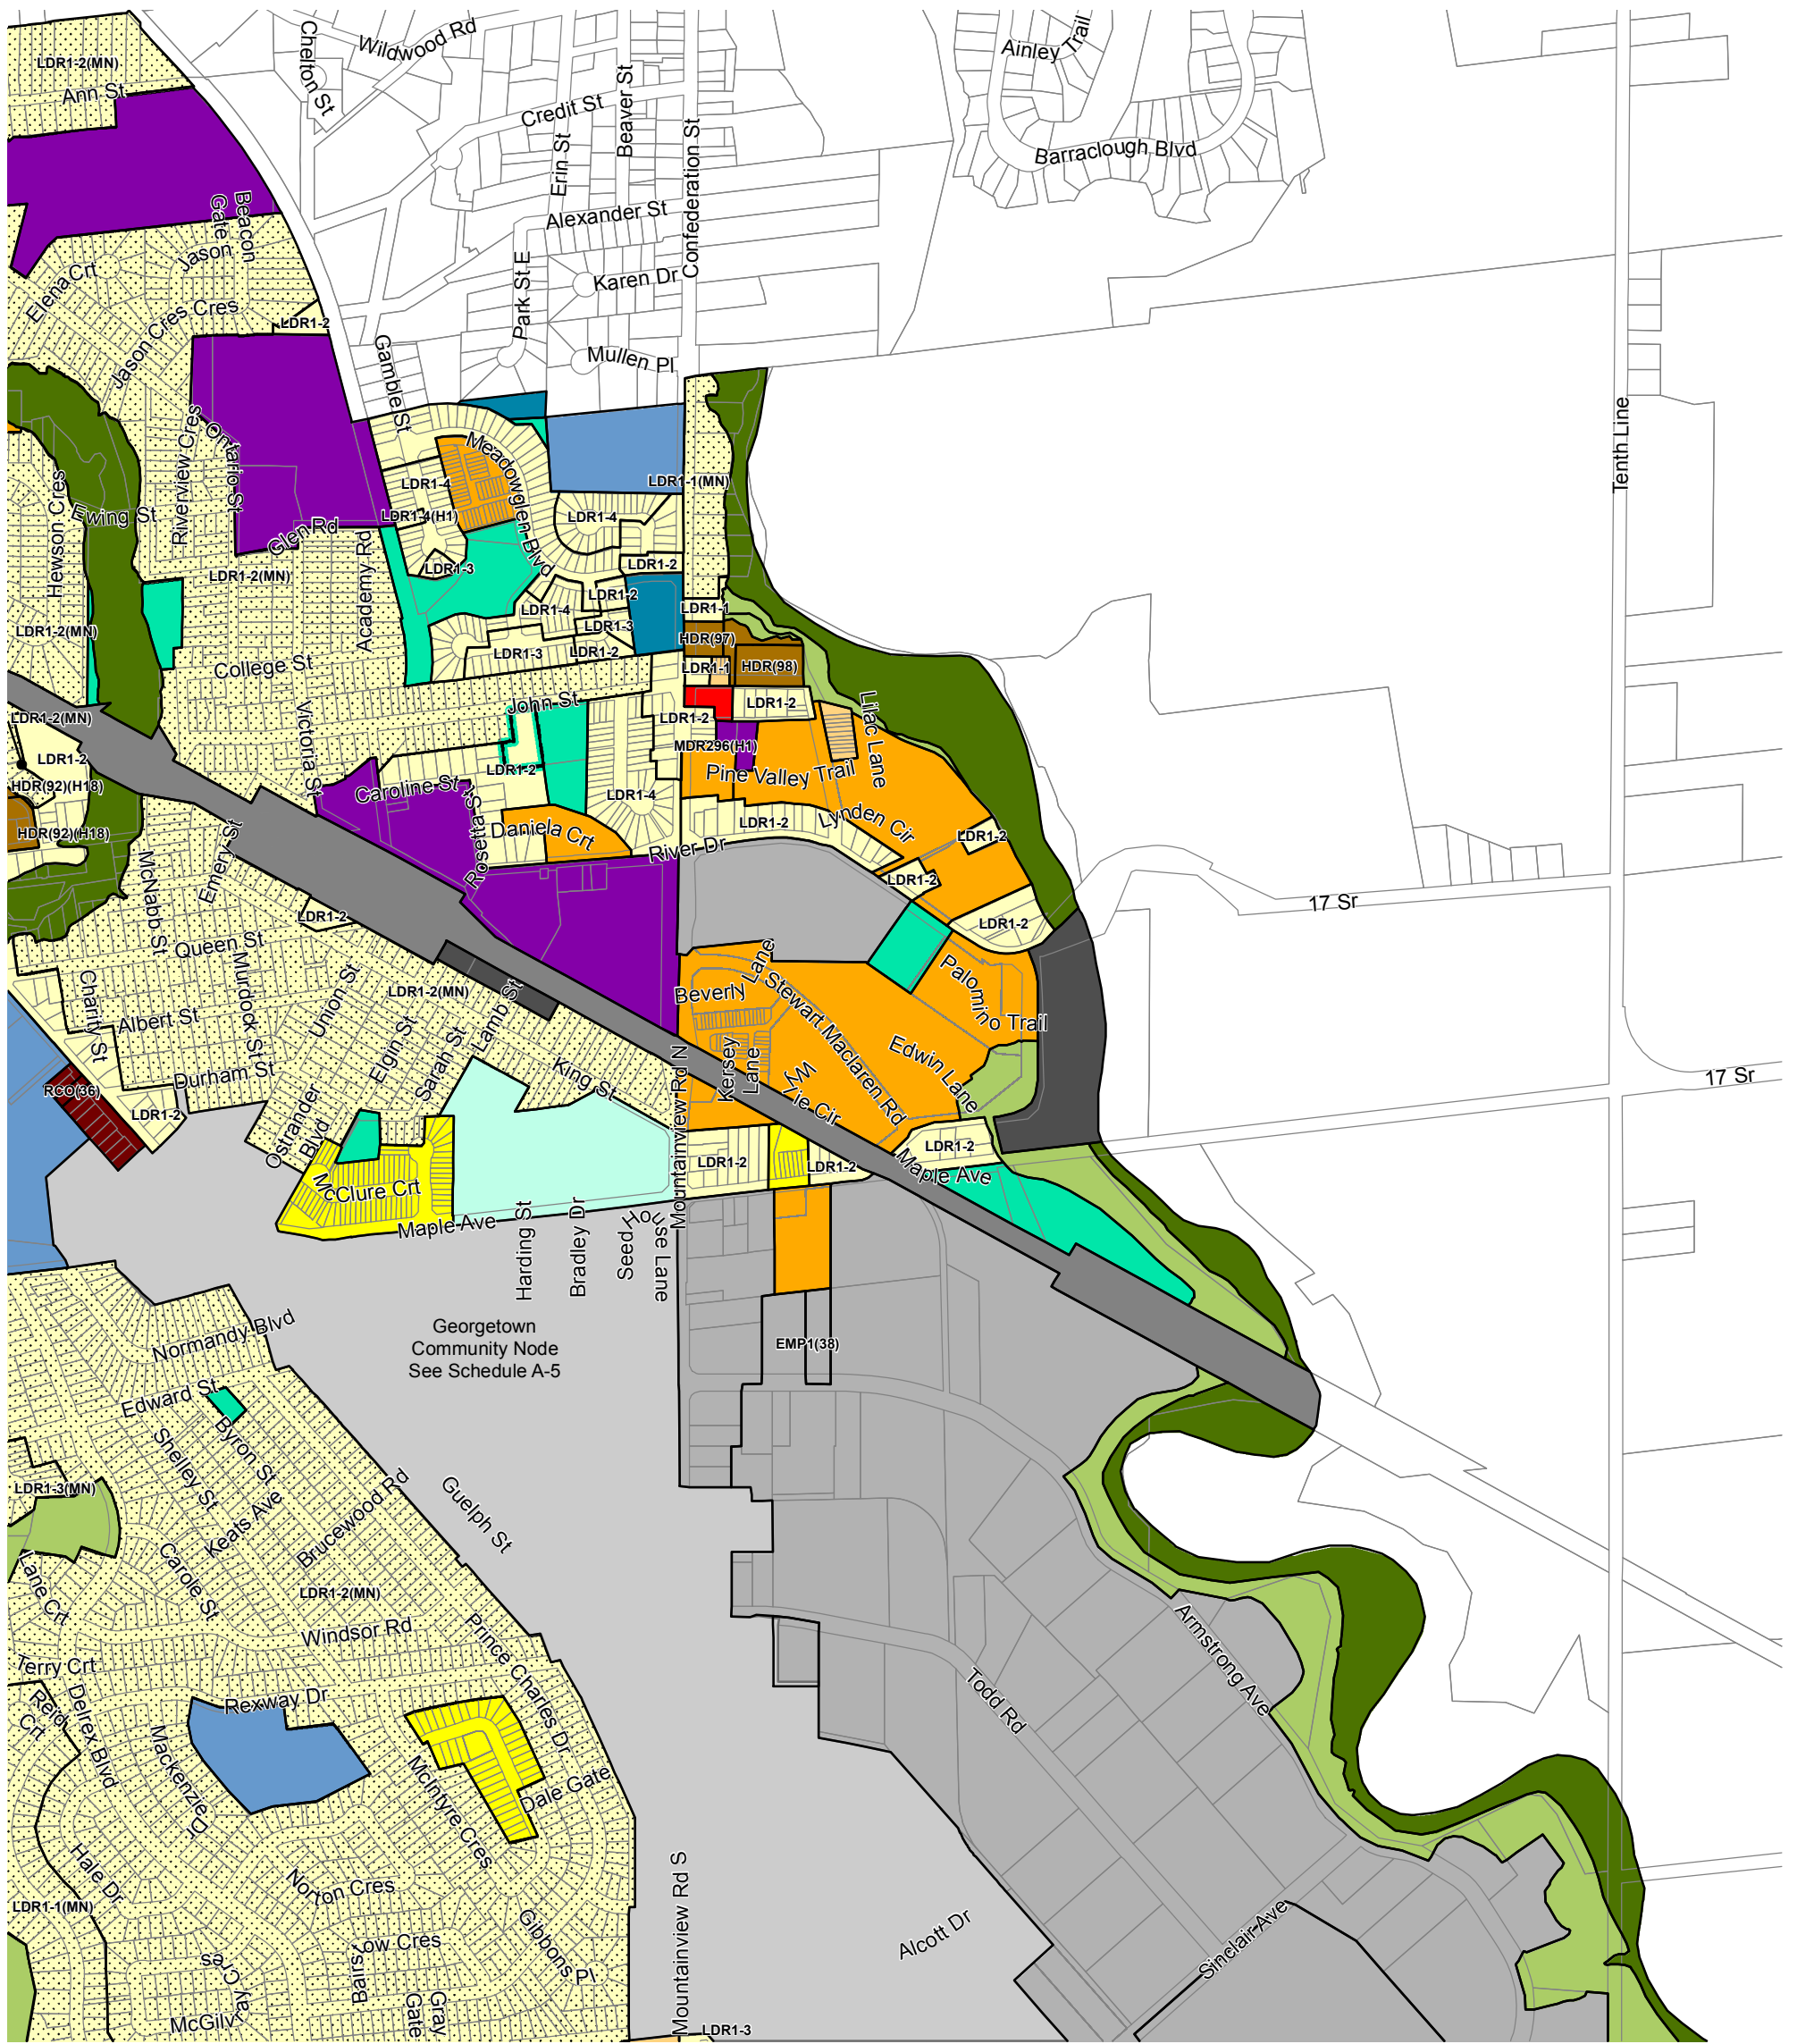 Wildwood Rd
Chelton St
LDR1-2(MN)
Ann St
Credit St
Beaver St
Erin St
Confederation St
Ainley Trail
Barraclough Blvd
Alexander St
Beacon
Gate
Jason
Elena Crt
Karen Dr
Park St E
Jason Cres Cres
LDR1-2
Gamble St
Mullen Pl
Tenth Line
Riverview Cres
Ontario St
Meadowglen Blvd
LDR1-4
LDR1-1(MN)
LDR1-4(H1)
LDR1-4
Hewson Cres
Ewing St
Glen Rd
Academy Rd
LDR1-2(MN)
LDR1-3
LDR1-2
LDR1-2
LDR1-4
LDR1-1
LDR1-2(MN)
LDR1-3
HDR(97)
LDR1-3
LDR1-2
LDR1-1
HDR(98)
College St
John St
LDR1-2
LDR1-2
Lilac Lane
LDR1-2(MN)
Victoria St
LDR1-2
MDR296(H1)
LDR1-2
Pine Valley Trail
HDR(92)(H18)
Caroline St
LDR1-4
HDR(92)(H18)
Rosetta St
Daniela Crt
LDR1-2
Lynden Cir
LDR1-2
River Dr
Emery St
McNabb St
LDR1-2
17 Sr
LDR1-2
LDR1-2
Queen St
Murdock St
Union St
LDR1-2(MN)
Lamb St
Lane
Beverly
Stewart Maclaren Rd
Palomino Trail
Charity St
Albert St
Elgin St
Sarah St
King St
Mountainview Rd N
Kersey
Lane
Edwin Lane
Durham St
RCO(36)
LDR1-2
Ostrander
Blvd
17 Sr
LDR1-2
LDR1-2
LDR1-2
Maple Ave
McClure Crt
Maple Ave
Harding St
Bradley Dr
Seed House Lane
Normandy Blvd
Georgetown
Community Node
See Schedule A-5
EMP1(38)
Edward St
Byron St
Shelley St
Keats Ave
Brucewood Rd
Guelph St
LDR1-3(MN)
Lane Crt
Carole St
LDR1-2(MN)
Windsor Rd
Prince Charles Dr
Armstrong Ave
Terry Crt
Reid
Crt
Delrex Blvd
Rexway Dr
Mackenzie Dr
McIntyre Cres
Dale Gate
Todd Rd
Hale Dr
Norton Cres
LDR1-1(MN)
Gibbons Pl
Mountainview Rd S
Alcott Dr
Sinclair Ave
Bairstow Cres
McGilvray Cres
Gray
Gate
LDR1-3